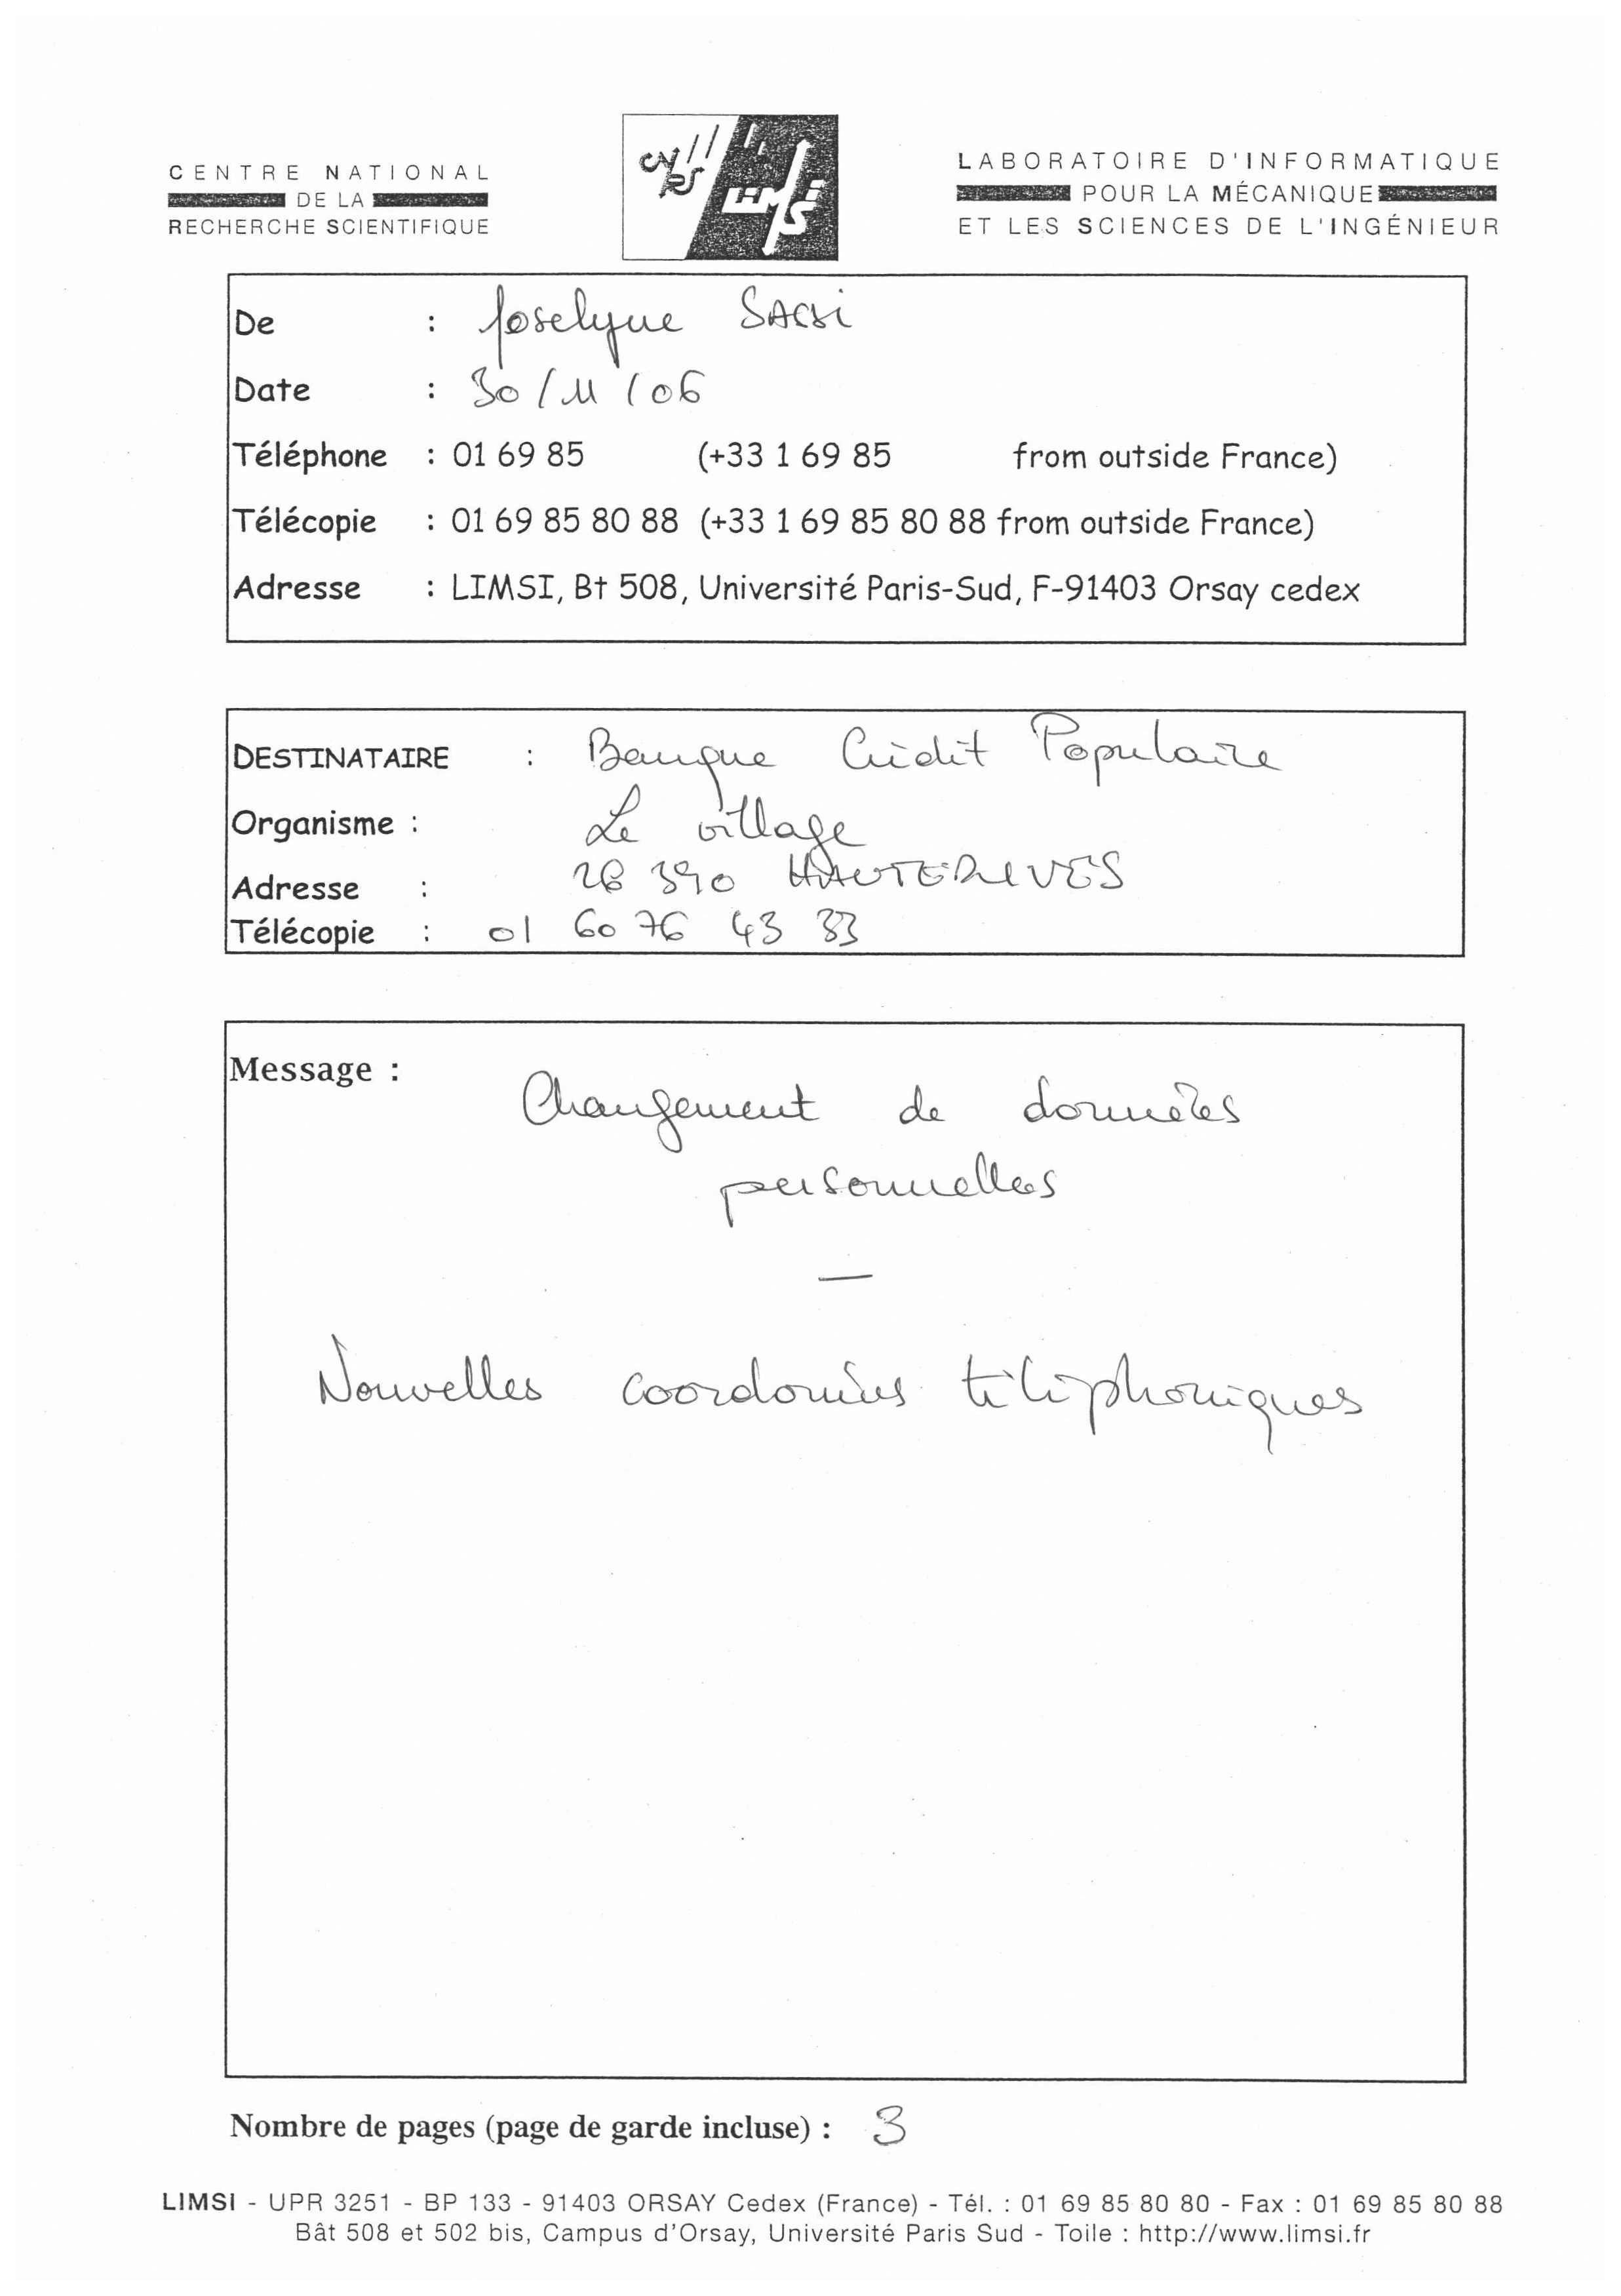 CENTRE NATIONAL
DE LA
RECHERCHE SCIENTIFIQUE
CNRS
LIMSI
LABORATOIRE D'INFORMATIQUE
POUR LA MÉCANIQUE
ET LES SCIENCES DE L'INGÉNIEUR
De : Joselyne
Date : 30/11/06
Téléphone : 01 69 85 (+33 1 69 85 from outside France)
Télécopie : 01 69 85 80 88 (+33 1 69 85 80 88 from outside France)
Adresse : LIMSI, Bt 508, Université Paris-Sud, F-91403 Orsay cedex
DESTINATAIRE : Banque Crédit Populaire
Organisme : Le village
Adresse : 26 390 HAUTERIVES
Télécopie : 01 60 76 43 33
Message :
Changement de données
personnelles
—
Nouvelles coordonnées téléphoniques
Nombre de pages (page de garde incluse) : 3
LIMSI - UPR 3251 - BP 133 - 91403 ORSAY Cedex (France) - Tél. : 01 69 85 80 80 - Fax : 01 69 85 80 88
Bât 508 et 502 bis, Campus d'Orsay, Université Paris Sud - Toile : http://www.limsi.fr